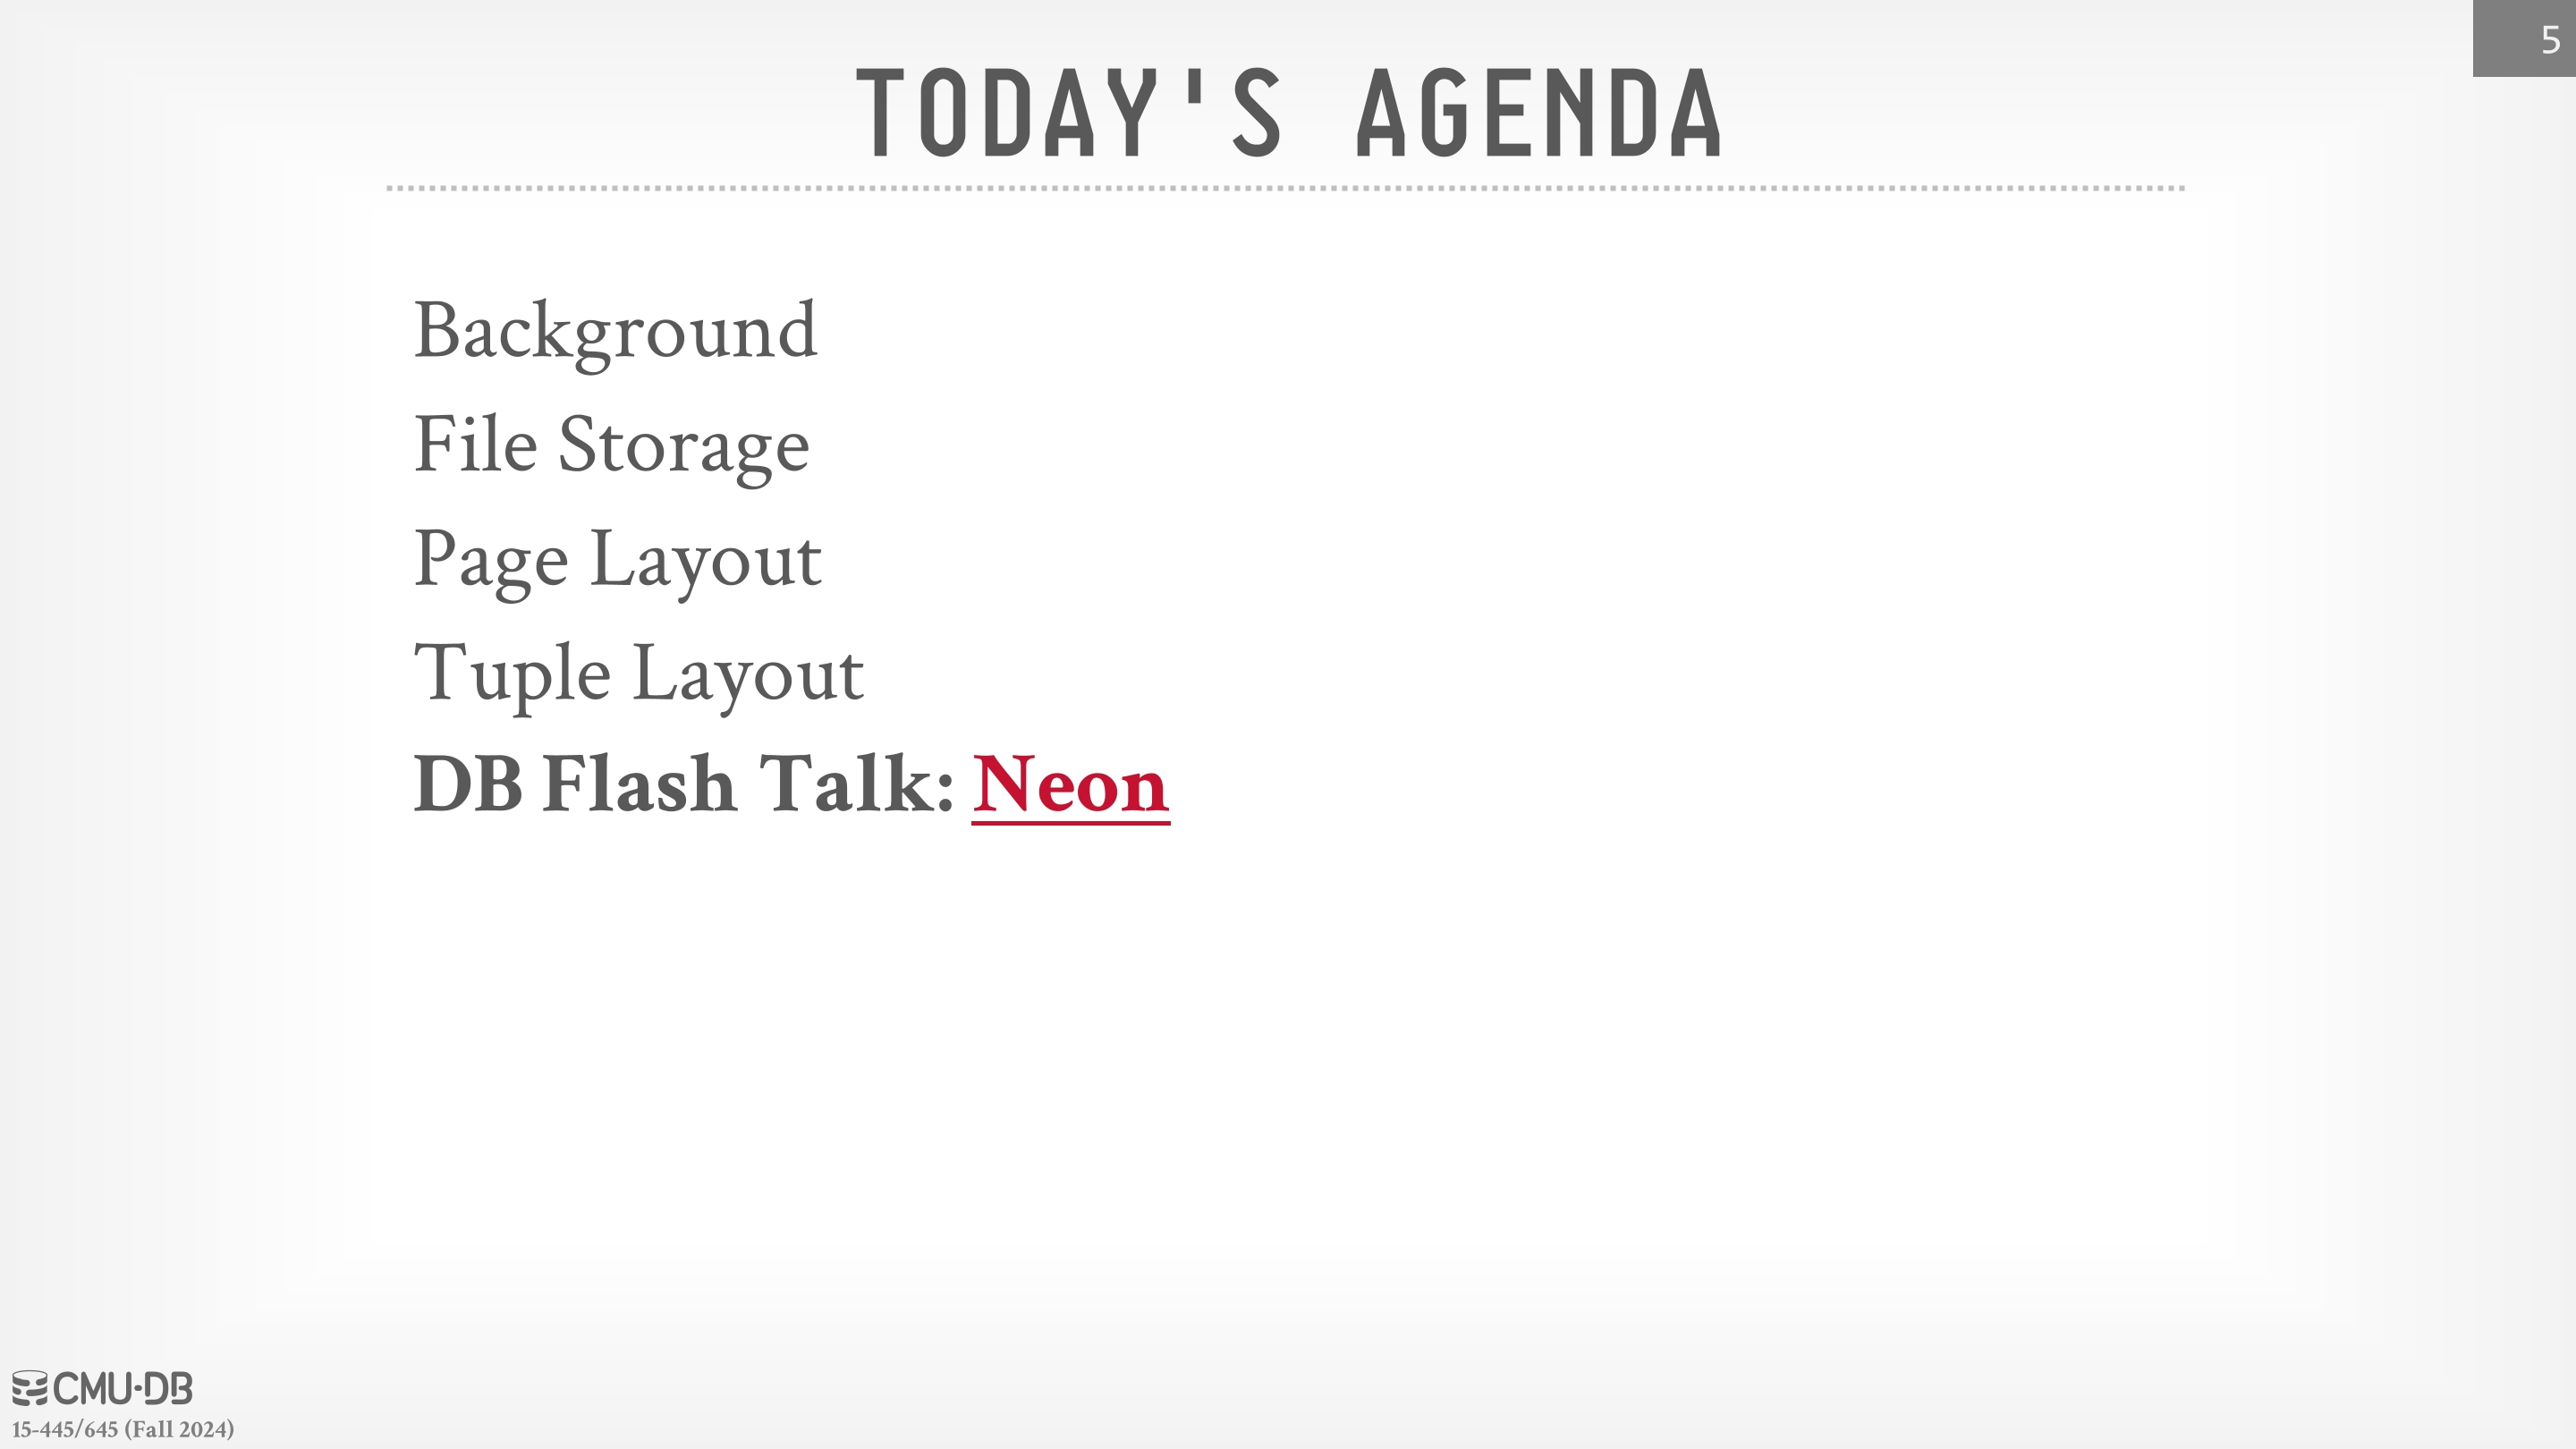 5
TODAY'S AGENDA
Background
File Storage
Page Layout
Tuple Layout
DB Flash Talk: Neon
CMU·DB
15-445/645 (Fall 2024)